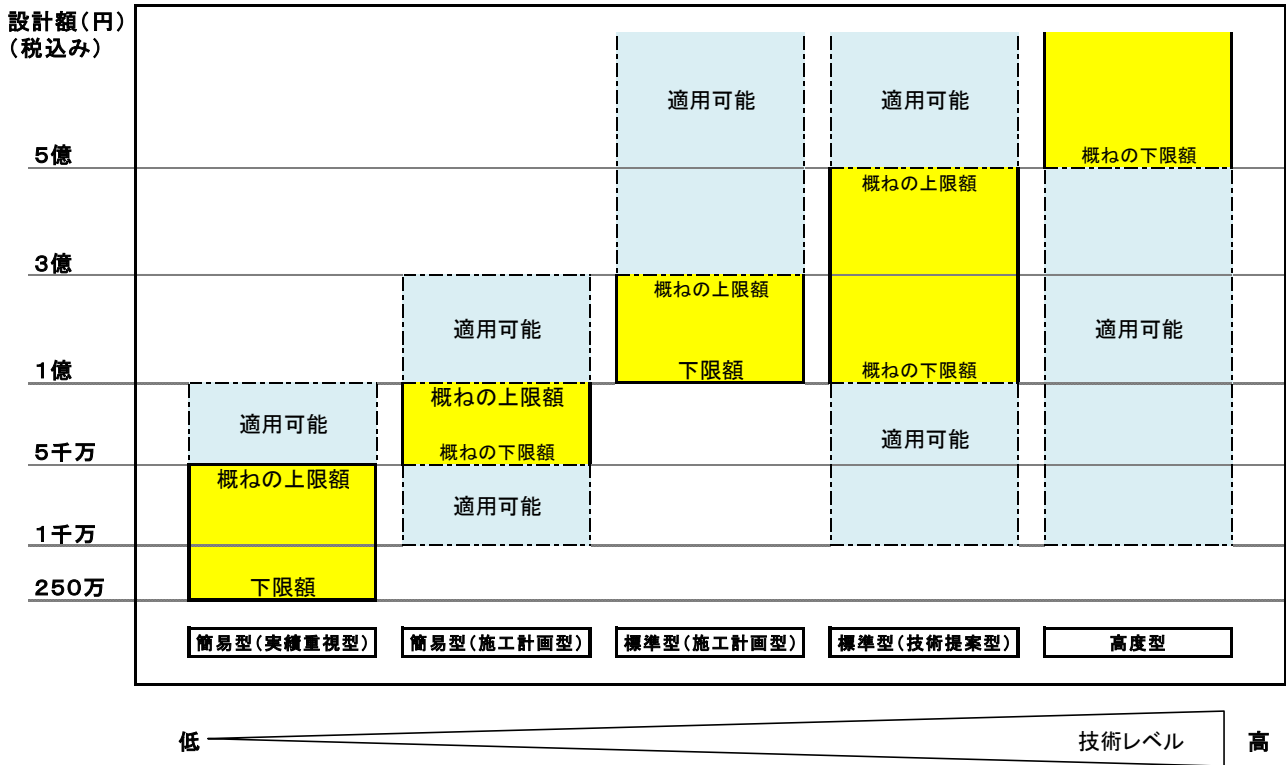 設計額(円)
(税込み)
適用可能
適用可能
5億
概ねの下限額
概ねの上限額
3億
概ねの上限額
適用可能
適用可能
1億
下限額
概ねの下限額
概ねの上限額
適用可能
適用可能
5千万
概ねの下限額
概ねの上限額
適用可能
1千万
250万
下限額
簡易型(実績重視型)
簡易型(施工計画型)
標準型(施工計画型)
標準型(技術提案型)
高度型
低
技術レベル
高